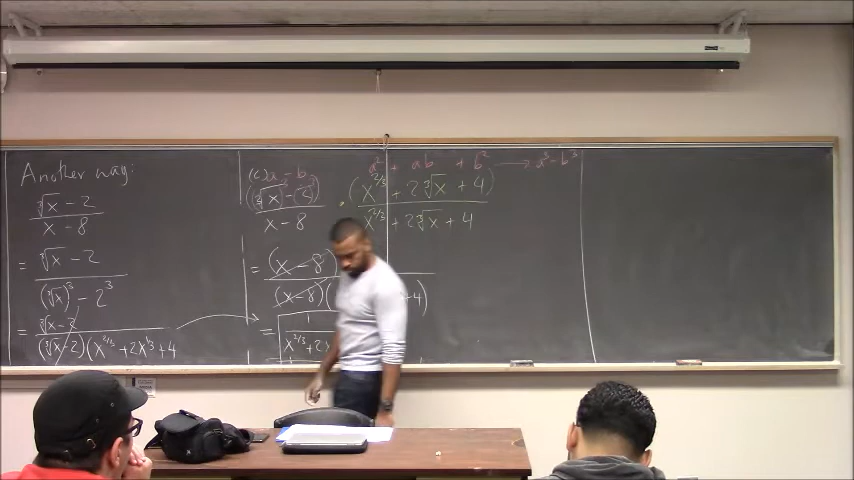 Another way:
∛x - 2
x - 8
= ∛x - 2
(∛x)³ - 2³
= ∛x - 2
(∛x - 2)(x^2/3 + 2x^1/3 + 4
(c) a - b
a² + ab + b² → a³ - b³
(∛x - 2) · (x^2/3 + 2∛x + 4)
x - 8 x^2/3 + 2∛x + 4
= (x - 8)
(x - 8)( + 4)
= 1
x^2/3 + 2